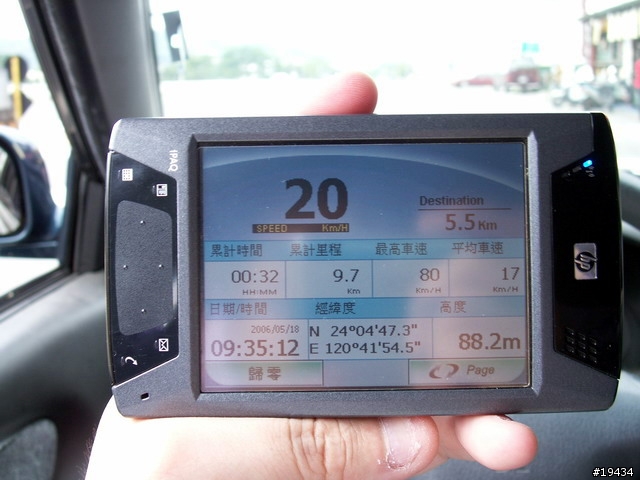 iPAQ
20
SPEED Km/H
Destination
5.5 Km
累計時間 累計里程 最高車速 平均車速
00:32 9.7 80 17
HH:MM Km Km/H Km/H
日期/時間 經緯度 高度
2006/05/18
09:35:12
N 24°04'47.3"
E 120°41'54.5"
88.2m
歸零
Page
hp
#19434